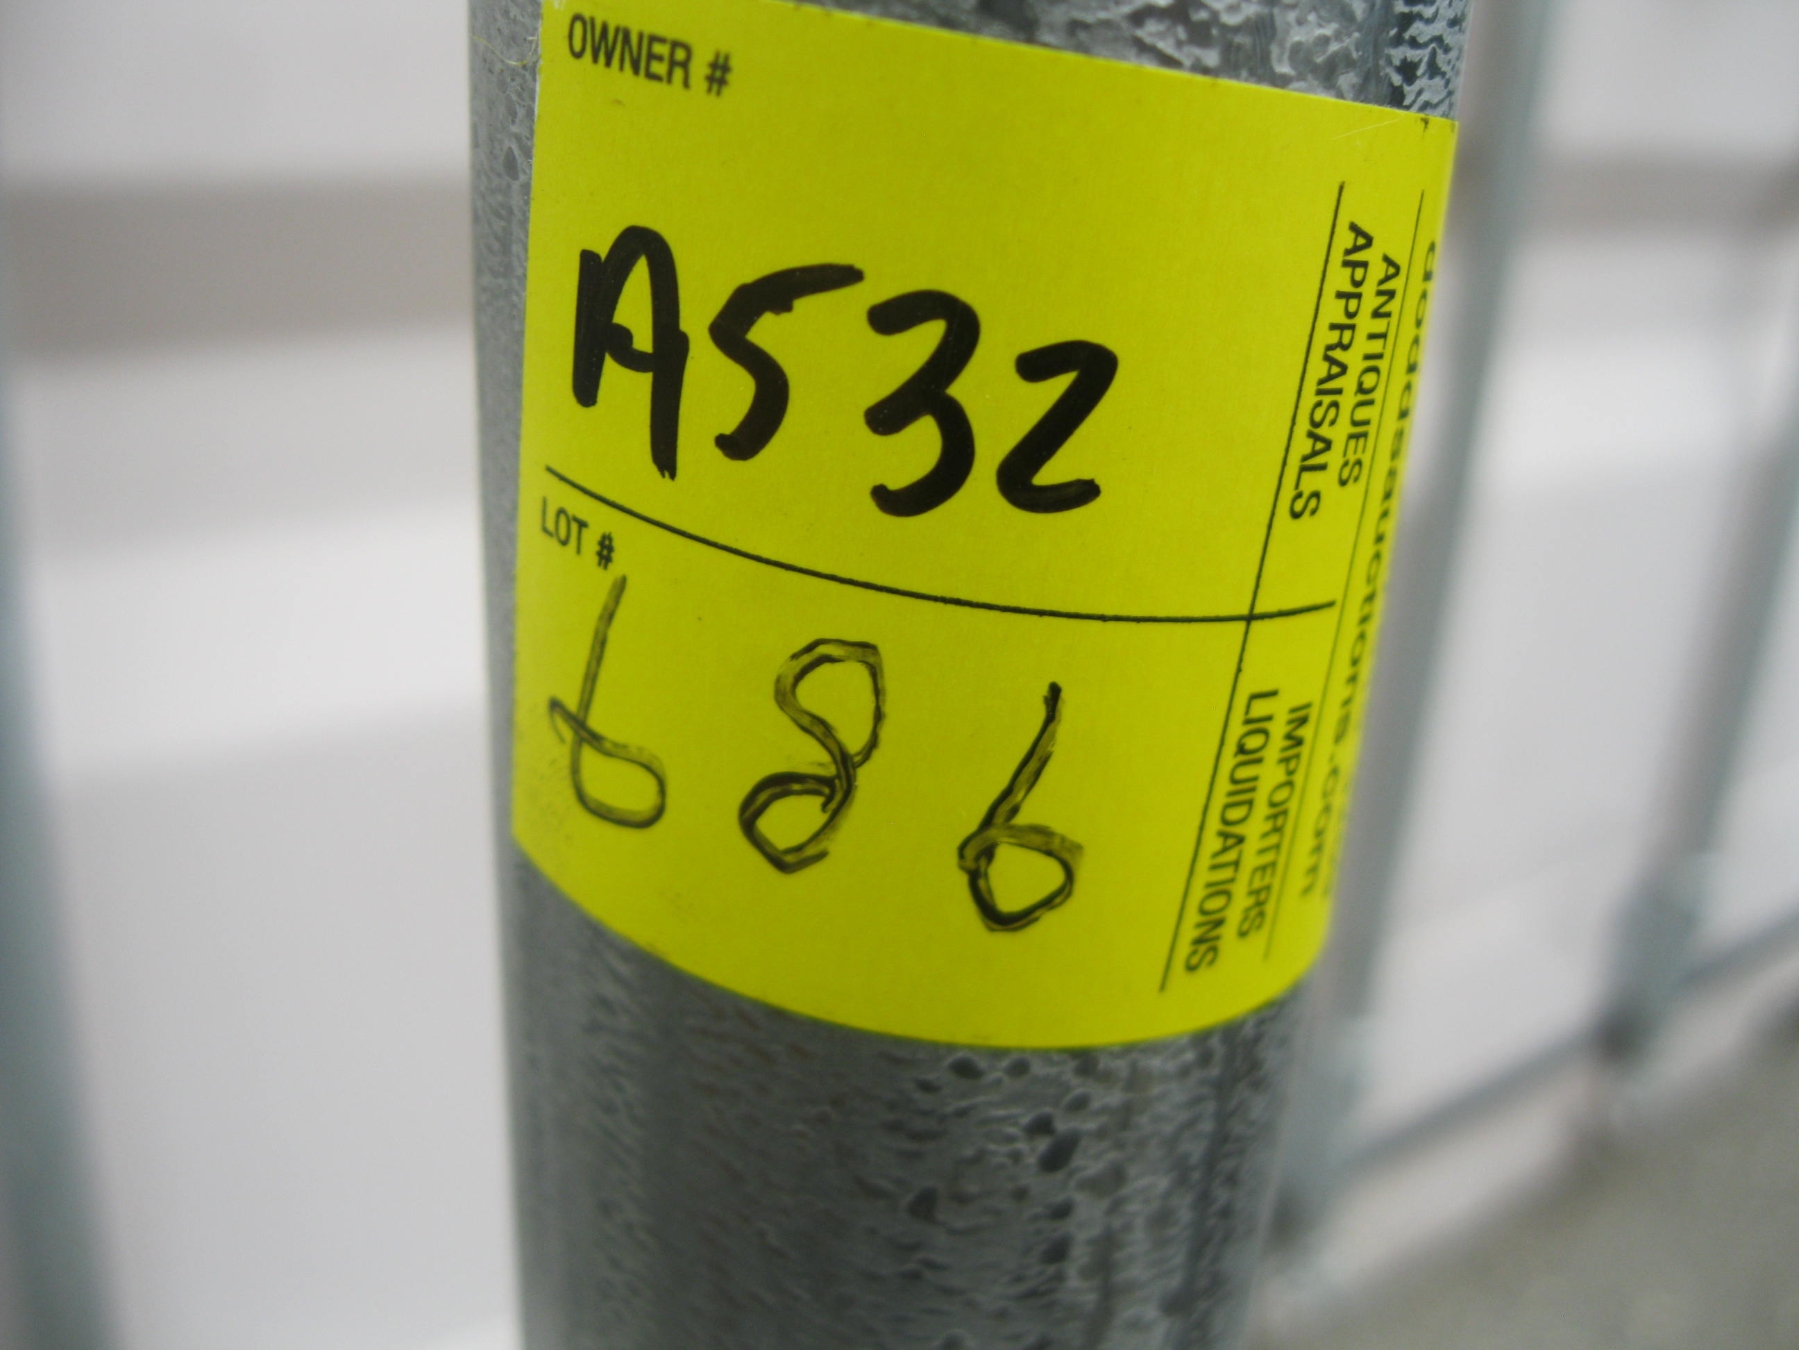 OWNER #
A532
LOT #
686
ANTIQUES
APPRAISALS
IMPORTERS
LIQUIDATIONS